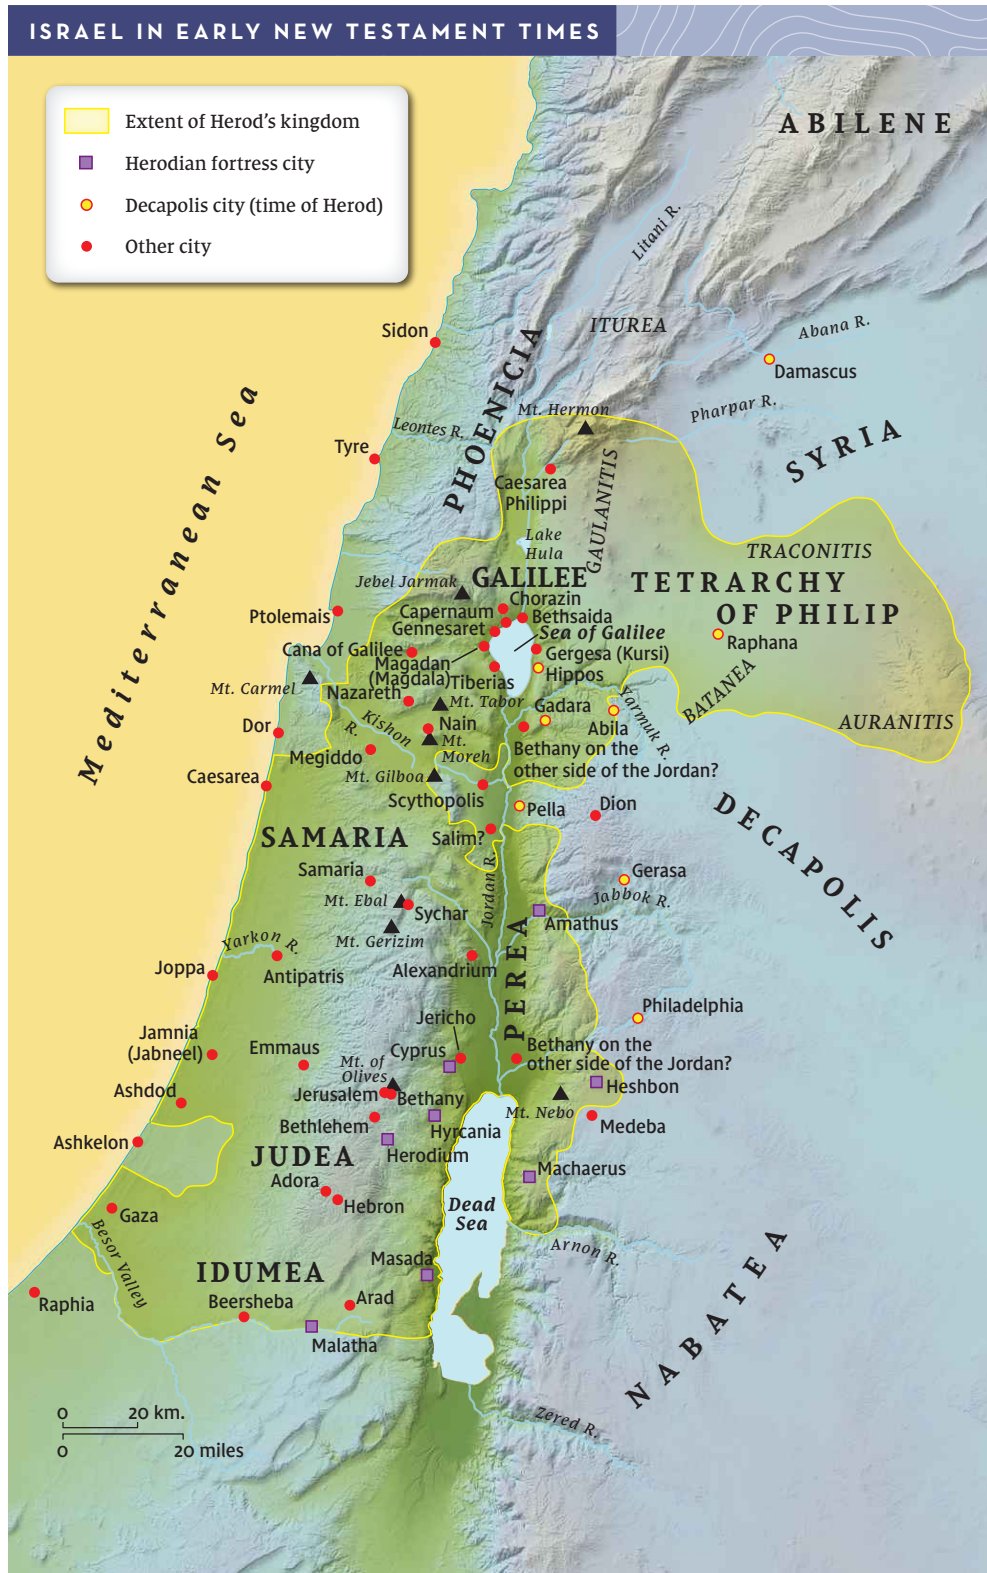 ISRAEL IN EARLY NEW TESTAMENT TIMES
Extent of Herod's kingdom
Herodian fortress city
Decapolis city (time of Herod)
Other city
ABILENE
Litani R.
ITUREA
Abana R.
Sidon
Damascus
PHOENICIA
Mt. Hermon
Pharpar R.
Leontes R.
Tyre
SYRIA
Caesarea
Philippi
GAULANITIS
Mediterranean Sea
Lake
Hula
TRACONITIS
Jebel Jarmak
GALILEE
TETRARCHY
OF PHILIP
Chorazin
Ptolemais
Capernaum
Bethsaida
Gennesaret
Sea of Galilee
Raphana
Cana of Galilee
Gergesa (Kursi)
Magadan
(Magdala)
Tiberias
Hippos
Mt. Carmel
Nazareth
Mt. Tabor
BATANEA
Yarmuk R.
Gadara
Abila
AURANITIS
Dor
Kishon
R.
Nain
Mt.
Moreh
Megiddo
Bethany on the
other side of the Jordan?
Caesarea
Mt. Gilboa
Scythopolis
Pella
Dion
DECAPOLIS
SAMARIA
Salim?
Jordan R.
Samaria
Gerasa
Mt. Ebal
Sychar
Jabbok R.
Amathus
Mt. Gerizim
Yarkon R.
PEREA
Joppa
Antipatris
Alexandrium
Philadelphia
Jericho
Jamnia
(Jabneel)
Emmaus
Cyprus
Bethany on the
other side of the Jordan?
Mt. of
Olives
Heshbon
Ashdod
Jerusalem
Bethany
Mt. Nebo
Bethlehem
Hyrcania
Medeba
Ashkelon
JUDEA
Herodium
Machaerus
Adora
Hebron
Gaza
Dead
Sea
Besor Valley
Arnon R.
NABATEA
IDUMEA
Masada
Raphia
Beersheba
Arad
Malatha
0 20 km.
0 20 miles
Zered R.